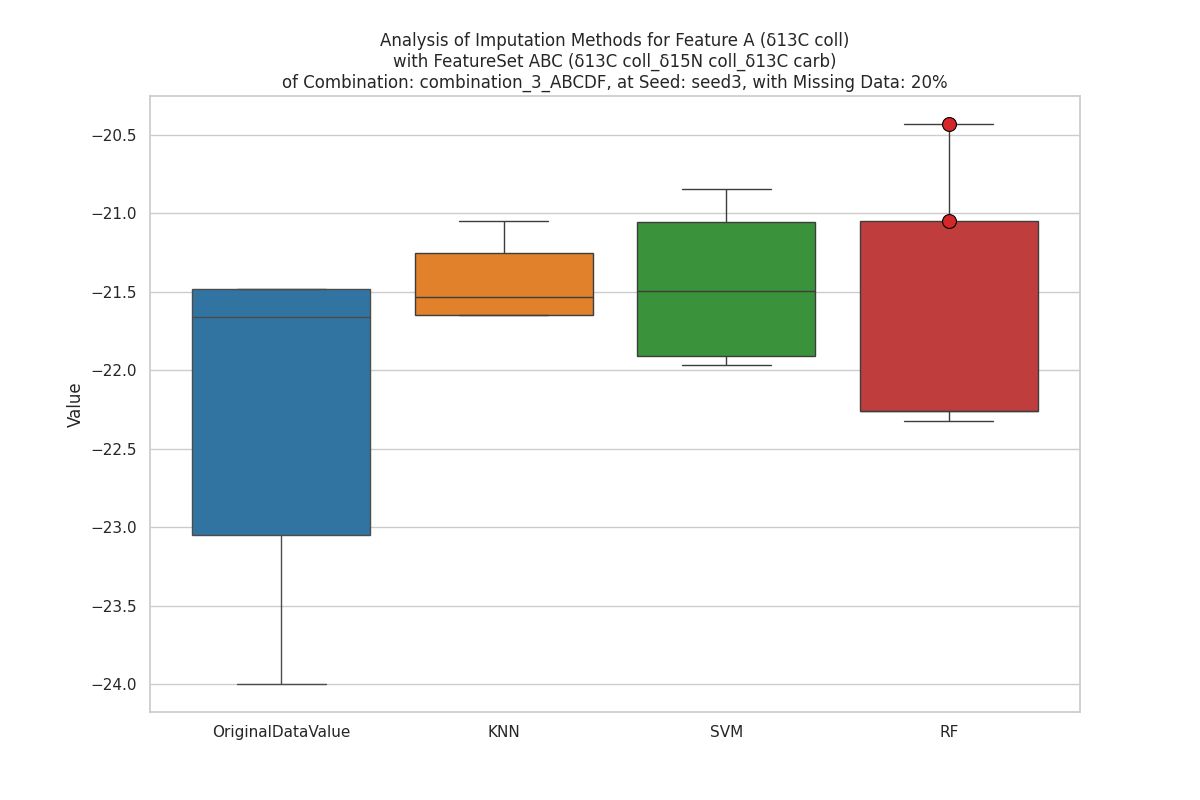 Analysis of Imputation Methods for Feature A (δ13C coll)
with FeatureSet ABC (δ13C coll_δ15N coll_δ13C carb)
of Combination: combination_3_ABCDF, at Seed: seed3, with Missing Data: 20%
−20.5
−21.0
−21.5
−22.0
−22.5
−23.0
−23.5
−24.0
Value
OriginalDataValue
KNN
SVM
RF